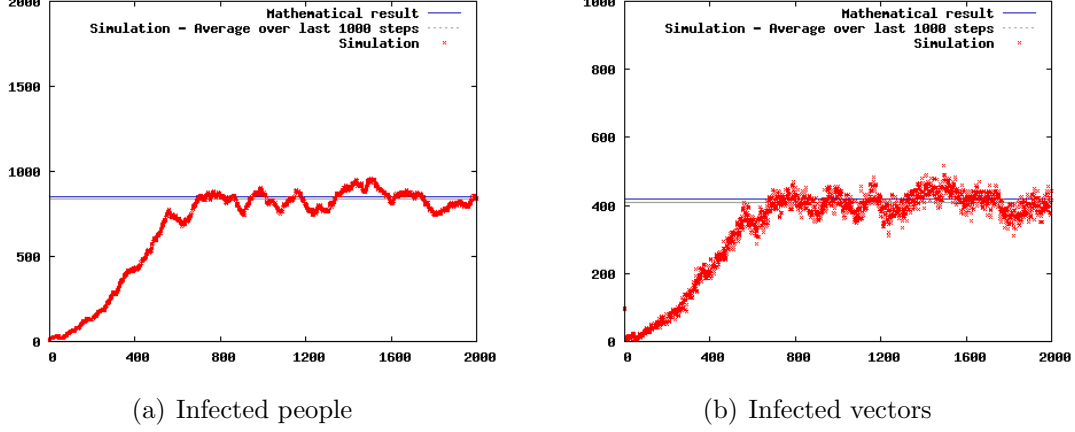 2000
1500
1000
500
0
0 400 800 1200 1600 2000
Mathematical result
Simulation - Average over last 1000 steps
Simulation
(a) Infected people
1000
800
600
400
200
0
0 400 800 1200 1600 2000
Mathematical result
Simulation - Average over last 1000 steps
Simulation
(b) Infected vectors